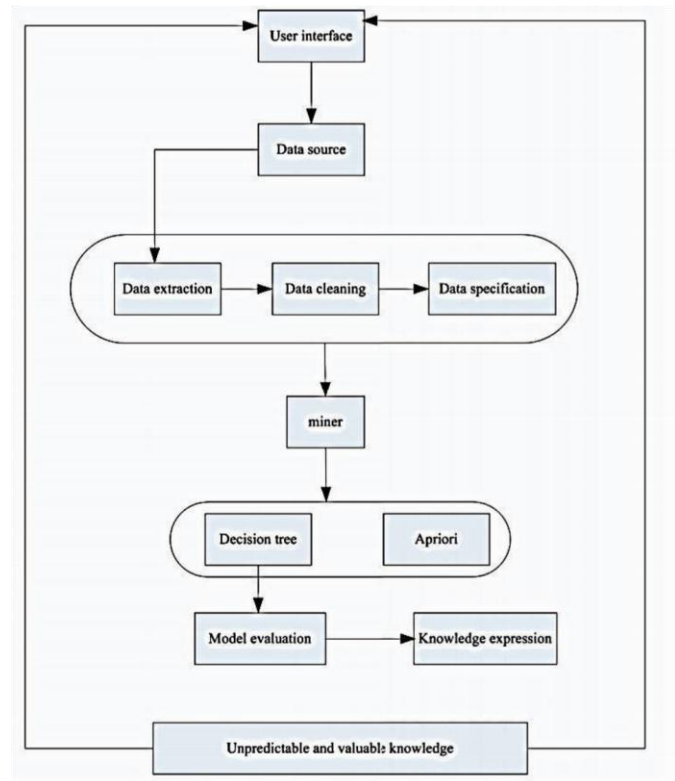 User interface
Data source
Data extraction
Data cleaning
Data specification
miner
Decision tree
Apriori
Model evaluation
Knowledge expression
Unpredictable and valuable knowledge